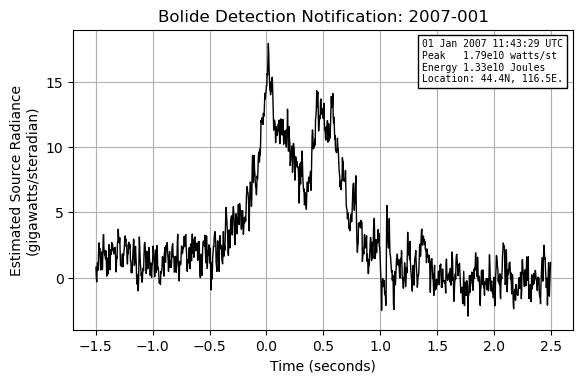 Bolide Detection Notification: 2007-001
01 Jan 2007 11:43:29 UTC
Peak   1.79e10 watts/st
Energy 1.33e10 Joules
Location: 44.4N, 116.5E.
Estimated Source Radiance
(gigawatts/steradian)
15
10
5
0
−1.5 −1.0 −0.5 0.0 0.5 1.0 1.5 2.0 2.5
Time (seconds)